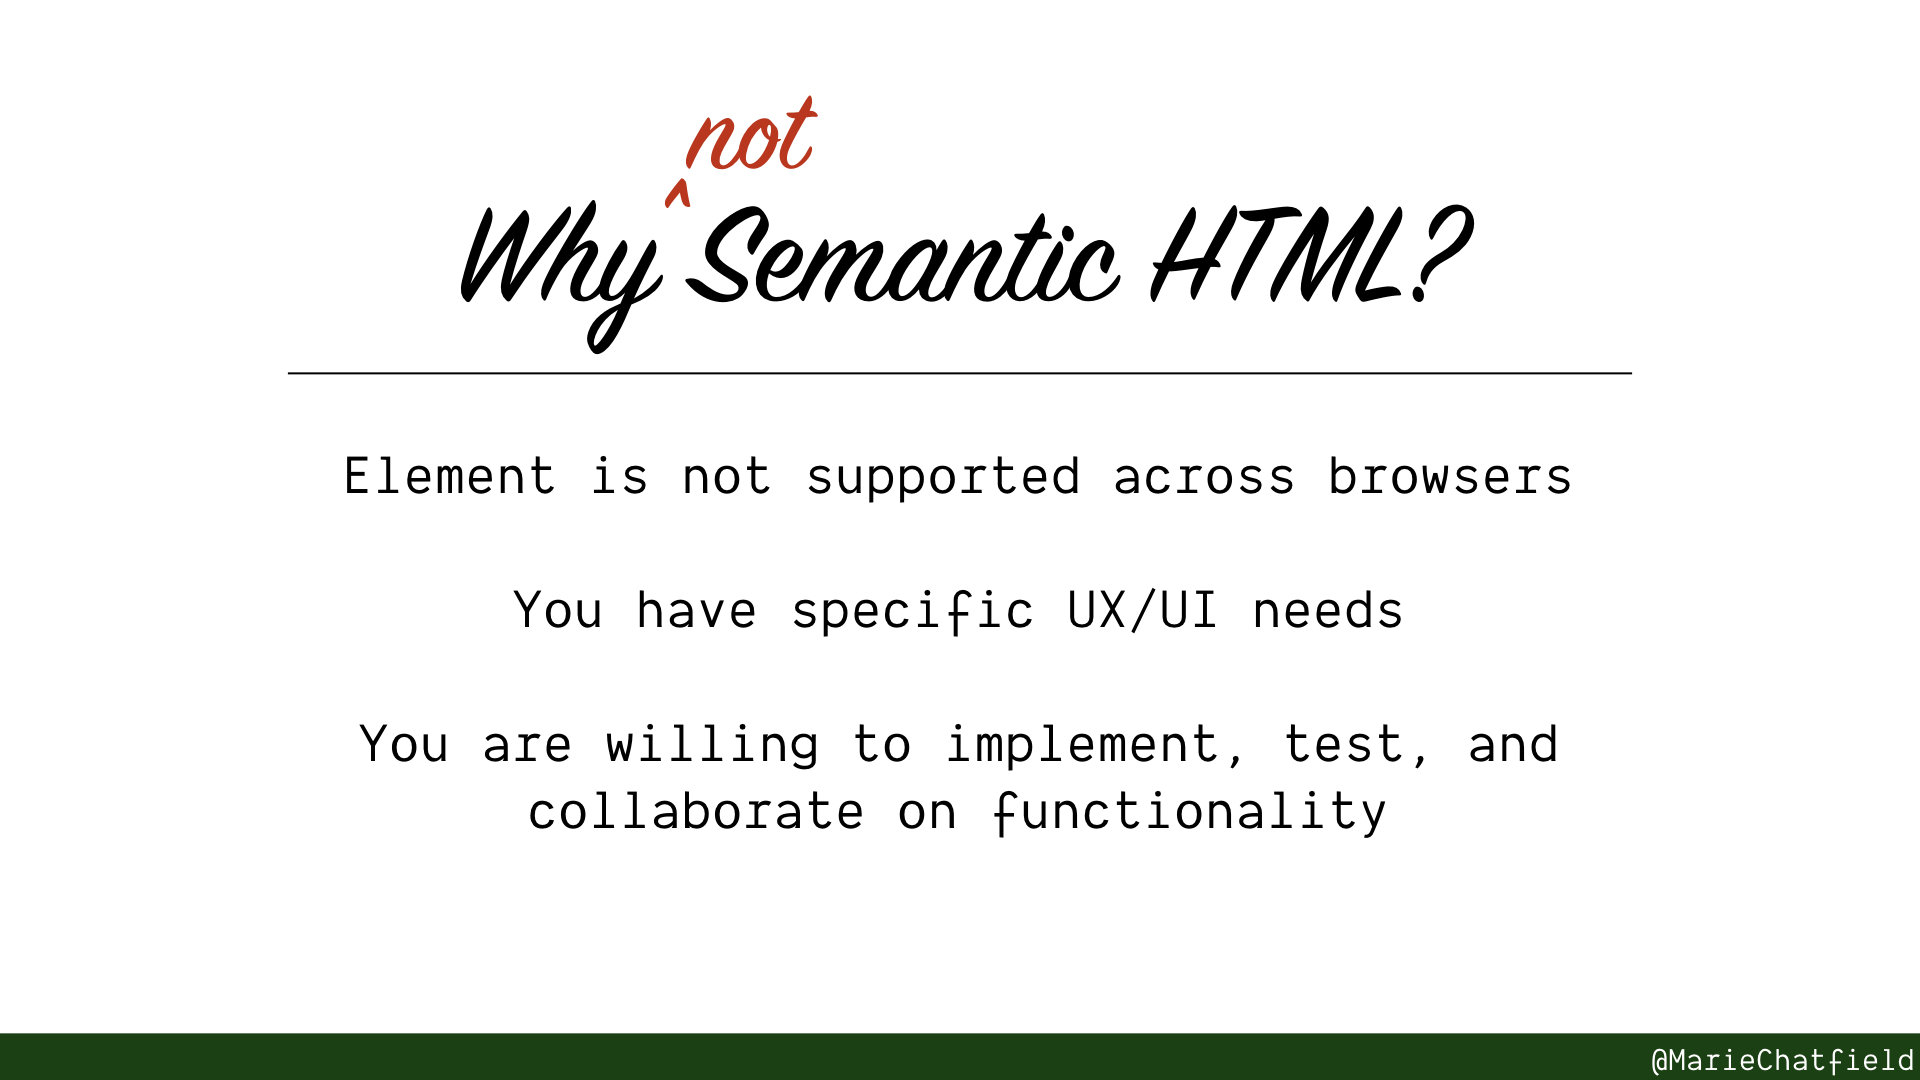 not
^
Why Semantic HTML?
Element is not supported across browsers
You have specific UX/UI needs
You are willing to implement, test, and
collaborate on functionality
@MarieChatfield